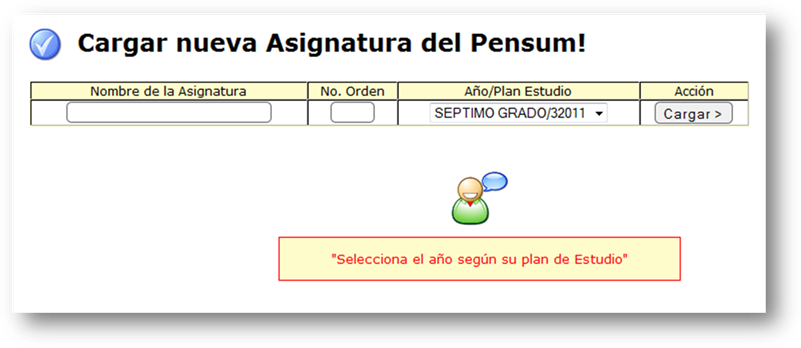 Cargar nueva Asignatura del Pensum!
Nombre de la Asignatura No. Orden Año/Plan Estudio Acción
SEPTIMO GRADO/32011 Cargar >
"Selecciona el año según su plan de Estudio"